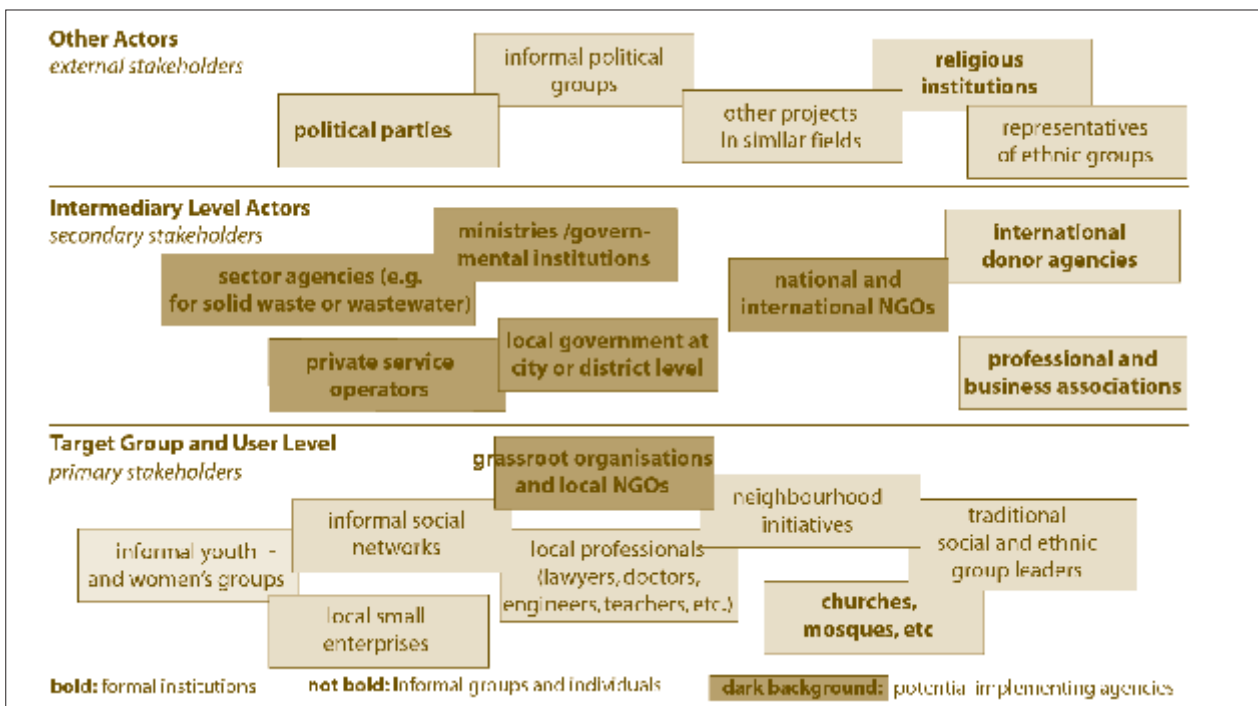 Other Actors
external stakeholders
informal political
groups
religious
institutions
political parties
other projects
in similar fields
representatives
of ethnic groups
Intermediary Level Actors
secondary stakeholders
ministries /govern-
mental institutions
international
donor agencies
sector agencies (e.g.
for solid waste or wastewater)
national and
international NGOs
private service
operators
local government at
city or district level
professional and
business associations
Target Group and User Level
primary stakeholders
grassroot organisations
and local NGOs
neighbourhood
initiatives
informal social
networks
traditional
social and ethnic
group leaders
informal youth -
and women's groups
local professionals
(lawyers, doctors,
engineers, teachers, etc.)
churches,
mosques, etc
local small
enterprises
bold: formal institutions
not bold: Informal groups and individuals
dark background: potential implementing agencies